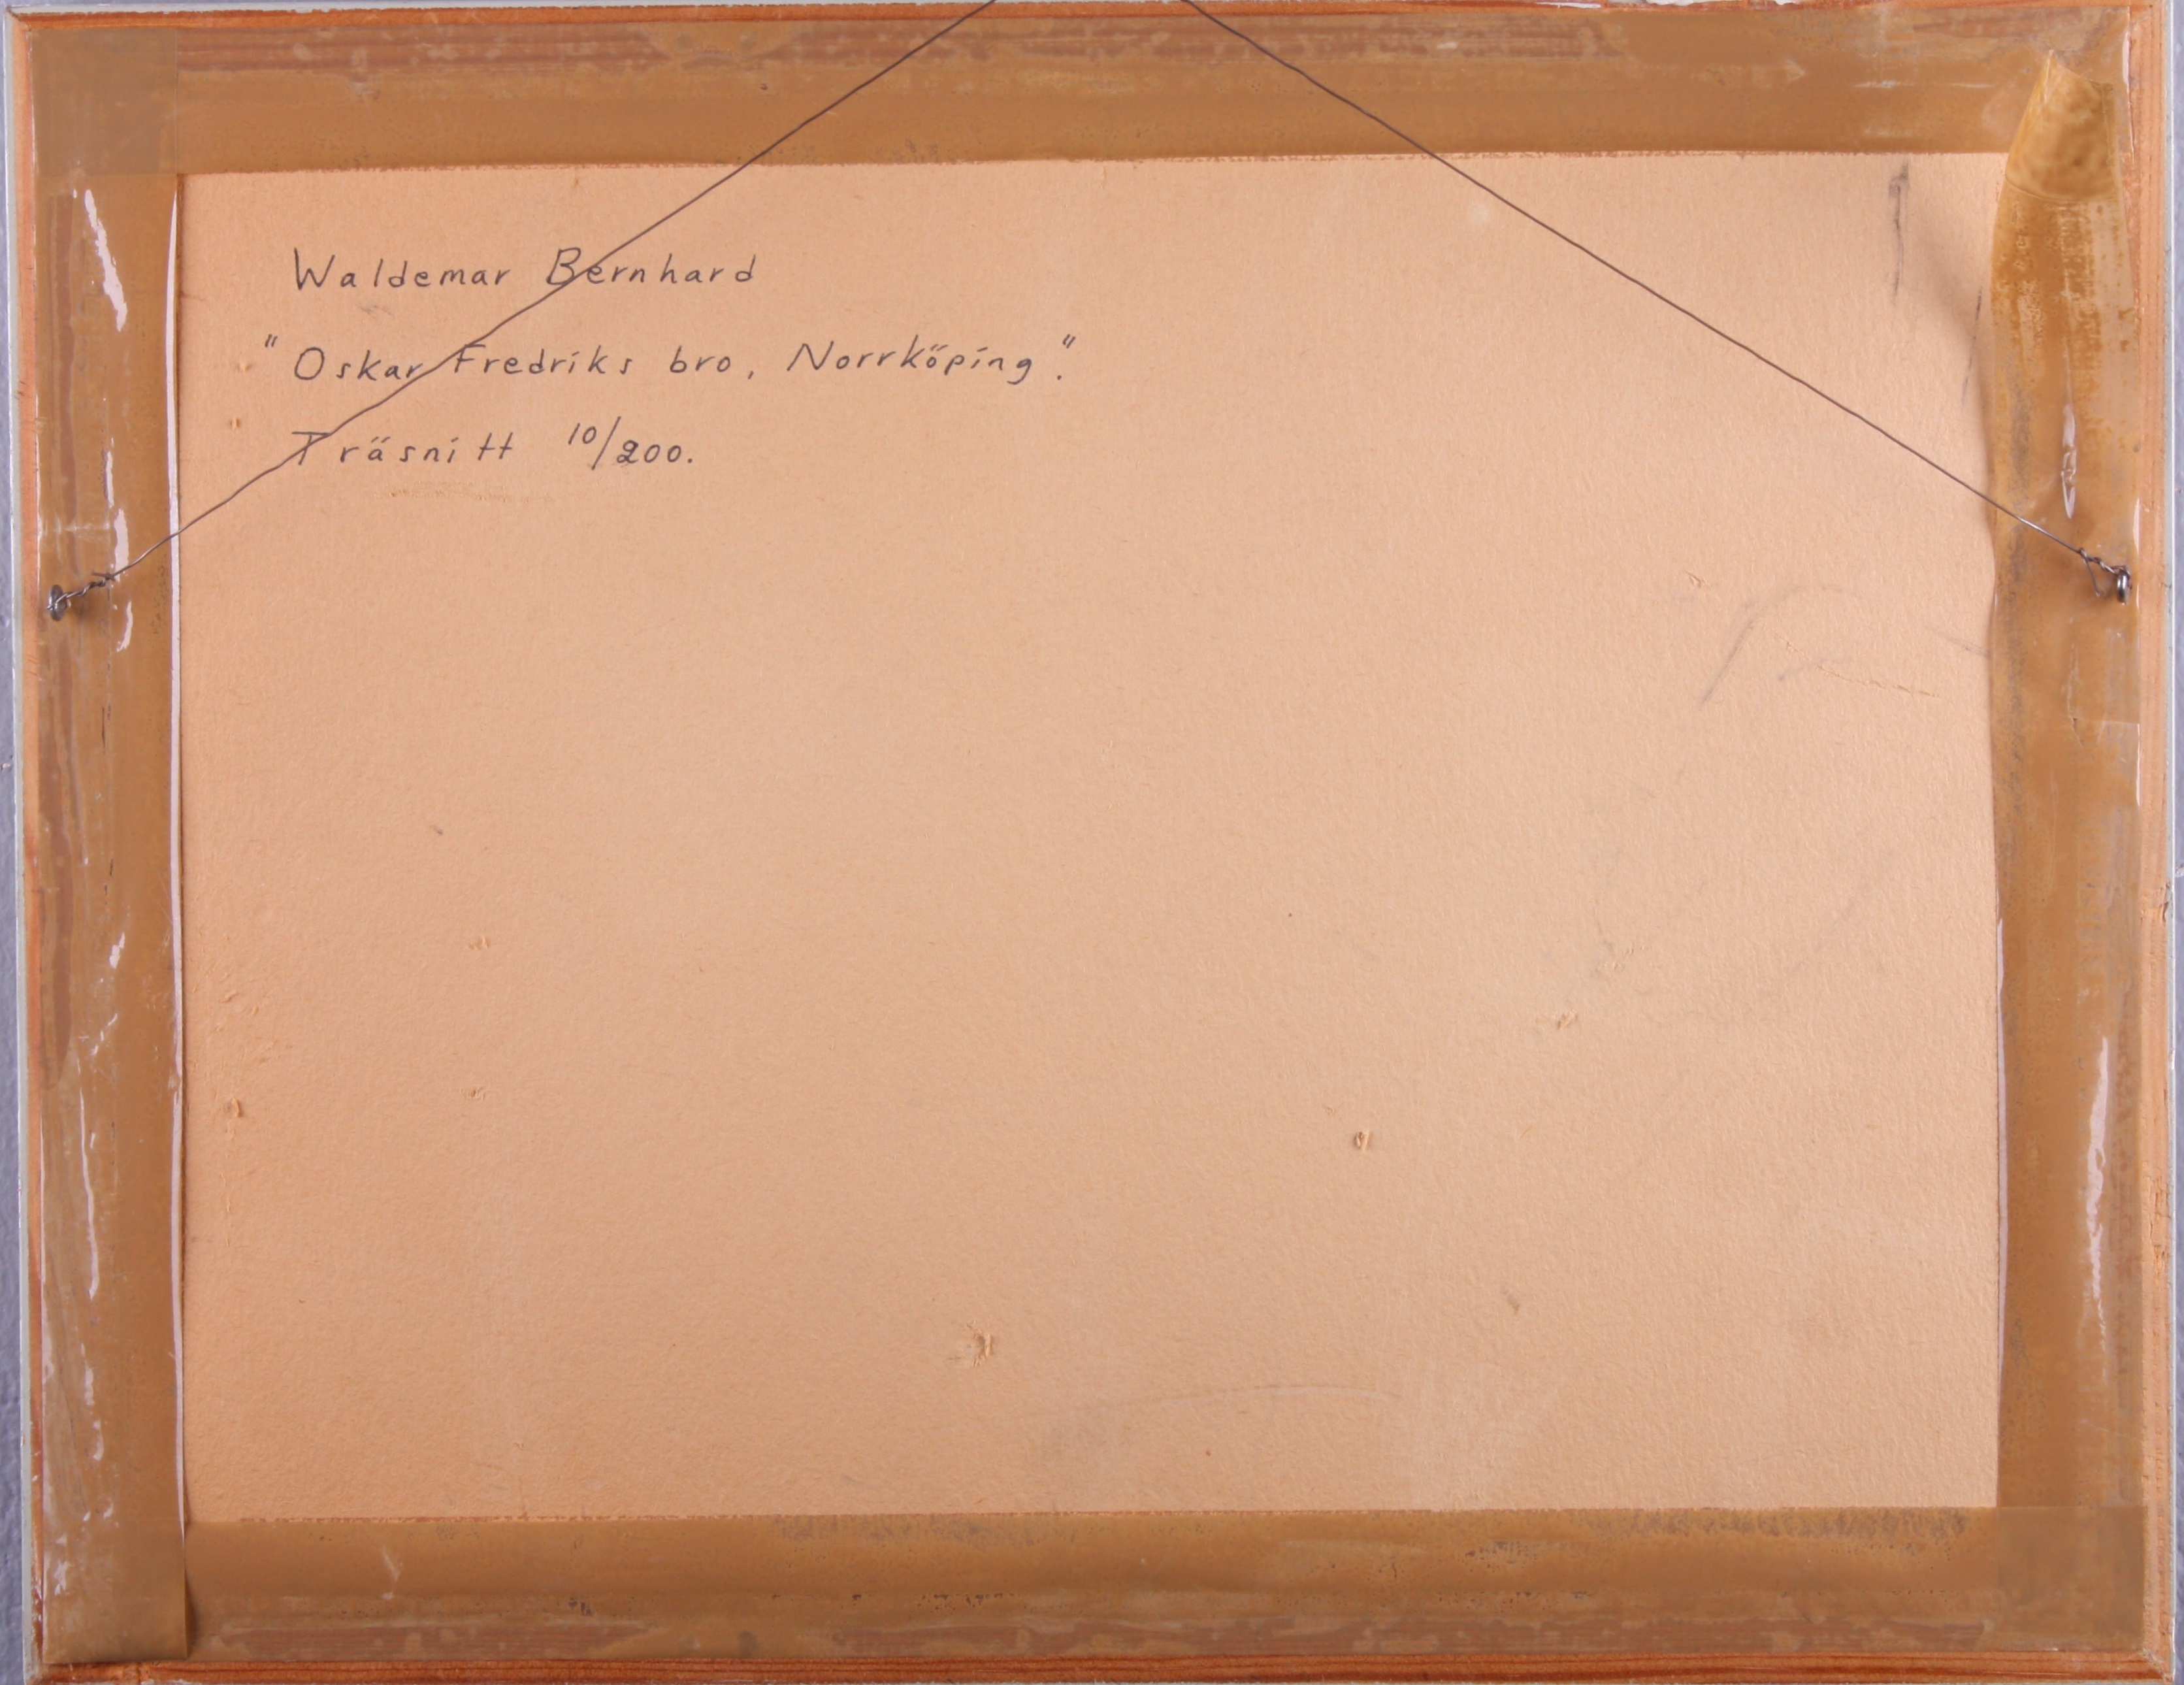 Waldemar Bernhard
"Oskar Fredriks bro, Norrköping."
Träsnitt 10/200.